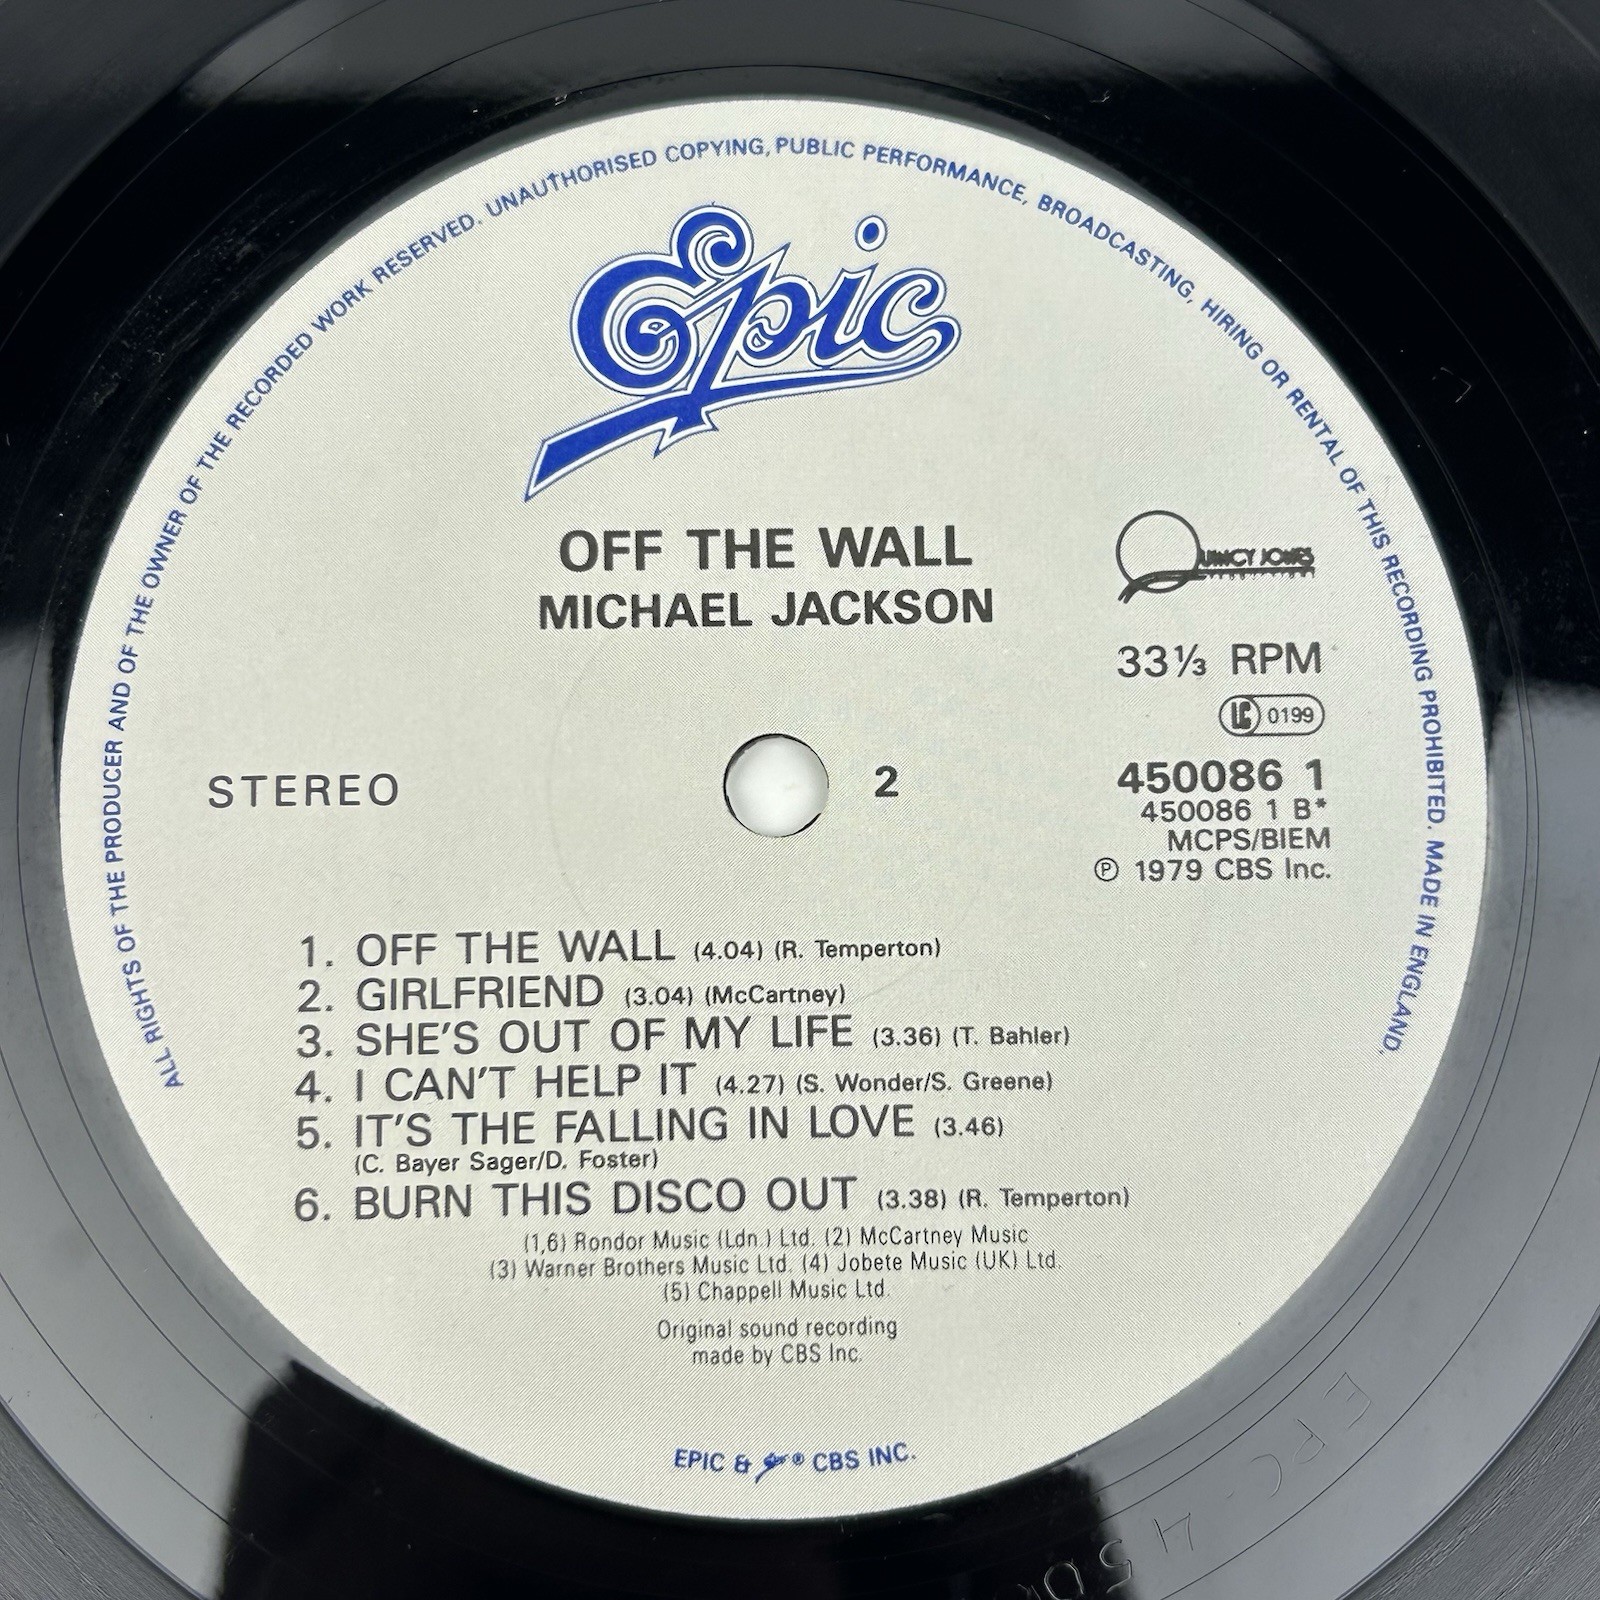 ALL RIGHTS OF THE PRODUCER AND OF THE OWNER OF THE RECORDED WORK RESERVED. UNAUTHORISED COPYING, PUBLIC PERFORMANCE, BROADCASTING, HIRING OR RENTAL OF THIS RECORDING PROHIBITED. MADE IN ENGLAND.
Epic
OFF THE WALL
MICHAEL JACKSON
QUINCY JONES
33⅓ RPM
LC 0199
STEREO
2
450086 1
450086 1 B*
MCPS/BIEM
℗ 1979 CBS Inc.
1. OFF THE WALL (4.04) (R. Temperton)
2. GIRLFRIEND (3.04) (McCartney)
3. SHE'S OUT OF MY LIFE (3.36) (T. Bahler)
4. I CAN'T HELP IT (4.27) (S. Wonder/S. Greene)
5. IT'S THE FALLING IN LOVE (3.46)
(C. Bayer Sager/D. Foster)
6. BURN THIS DISCO OUT (3.38) (R. Temperton)
(1,6) Rondor Music (Ldn.) Ltd. (2) McCartney Music
(3) Warner Brothers Music Ltd. (4) Jobete Music (UK) Ltd.
(5) Chappell Music Ltd.
Original sound recording
made by CBS Inc.
EPIC & Epic ® CBS INC.
EPC · 450